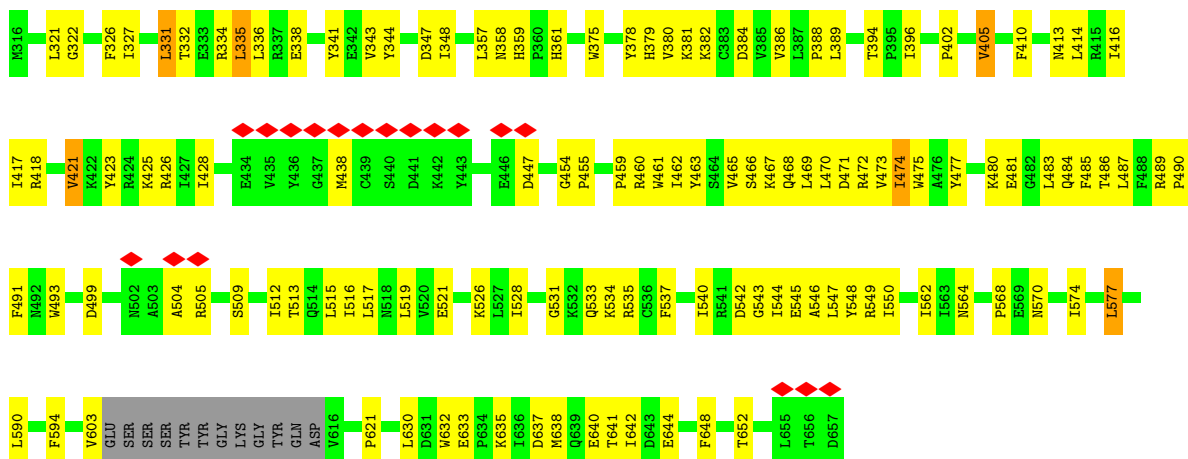 M316 L321 G322 F326 I327 L331 T332 E333 R334 L335 L336 R337 E338 Y341 E342 V343 Y344 D347 I348 L357 N358 H359 P360 H361 W375 Y378 H379 V380 K381 K382 C383 D384 V385 V386 L387 P388 L389 T394 P395 I396 P402 V405 F410 N413 L414 R415 I416
I417 R418 V421 K422 Y423 R424 K425 R426 I427 I428 E434 V435 Y436 G437 M438 C439 S440 D441 K442 Y443 E446 D447 G454 P455 P459 R460 W461 I462 Y463 S464 V465 S466 K467 Q468 L469 L470 D471 R472 V473 I474 W475 A476 Y477 K480 E481 G482 L483 Q484 F485 T486 L487 F488 R489 P490
F491 N492 W493 D499 N502 A503 A504 R505 S509 I512 T513 Q514 L515 I516 L517 N518 L519 V520 E521 K526 L527 I528 G531 K532 Q533 K534 R535 C536 F537 I540 R541 D542 G543 I544 E545 A546 L547 Y548 R549 I550 I562 I563 N564 P568 E569 N570 I574 L577
L590 F594 V603 GLU SER SER SER TYR TYR GLY LYS GLY TYR GLN ASP V616 P621 L630 D631 W632 E633 P634 K635 I636 D637 M638 Q639 E640 T641 I642 D643 E644 F648 T652 L655 T656 D657